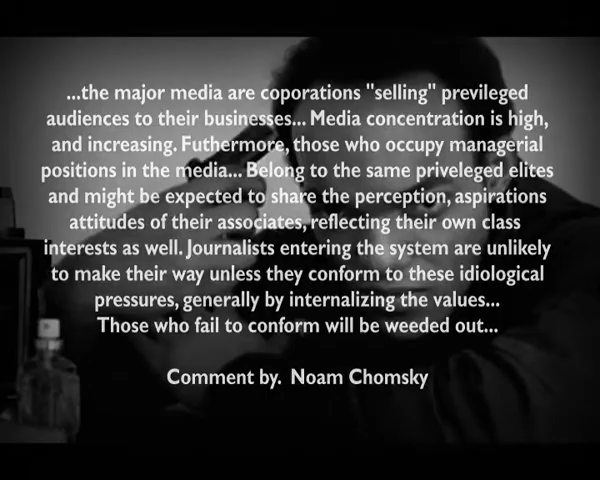 ...the major media are coporations "selling" previleged
audiences to their businesses... Media concentration is high,
and increasing. Futhermore, those who occupy managerial
positions in the media... Belong to the same priveleged elites
and might be expected to share the perception, aspirations
attitudes of their associates, reflecting their own class
interests as well. Journalists entering the system are unlikely
to make their way unless they conform to these idiological
pressures, generally by internalizing the values...
Those who fail to conform will be weeded out...
Comment by. Noam Chomsky